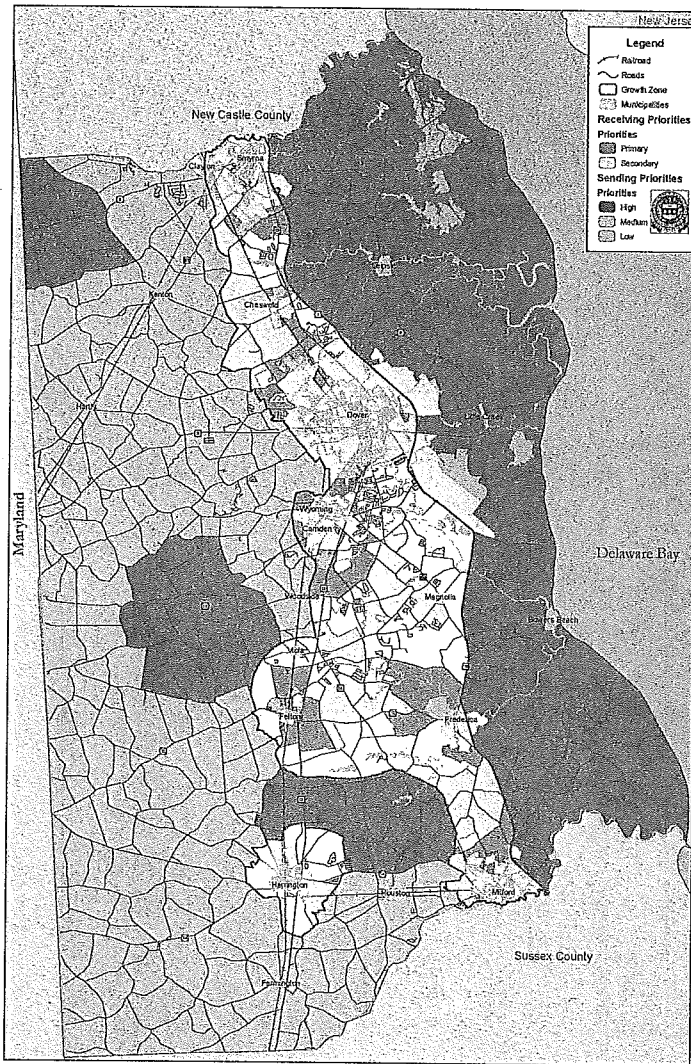 New Jers
Legend
Railroad
Roads
Growth Zone
Municipalities
Receiving Priorities
Priorities
Primary
Secondary
Sending Priorities
Priorities
High
Medium
Low
New Castle County
Clayton
Smyrna
Kenton
Cheswold
Hartly
Dover
Wyoming
Camden
Maryland
Delaware Bay
Woodside
Magnolia
Bowers Beach
Felton
Frederica
Harrington
Houston
Milford
Sussex County
Farmington